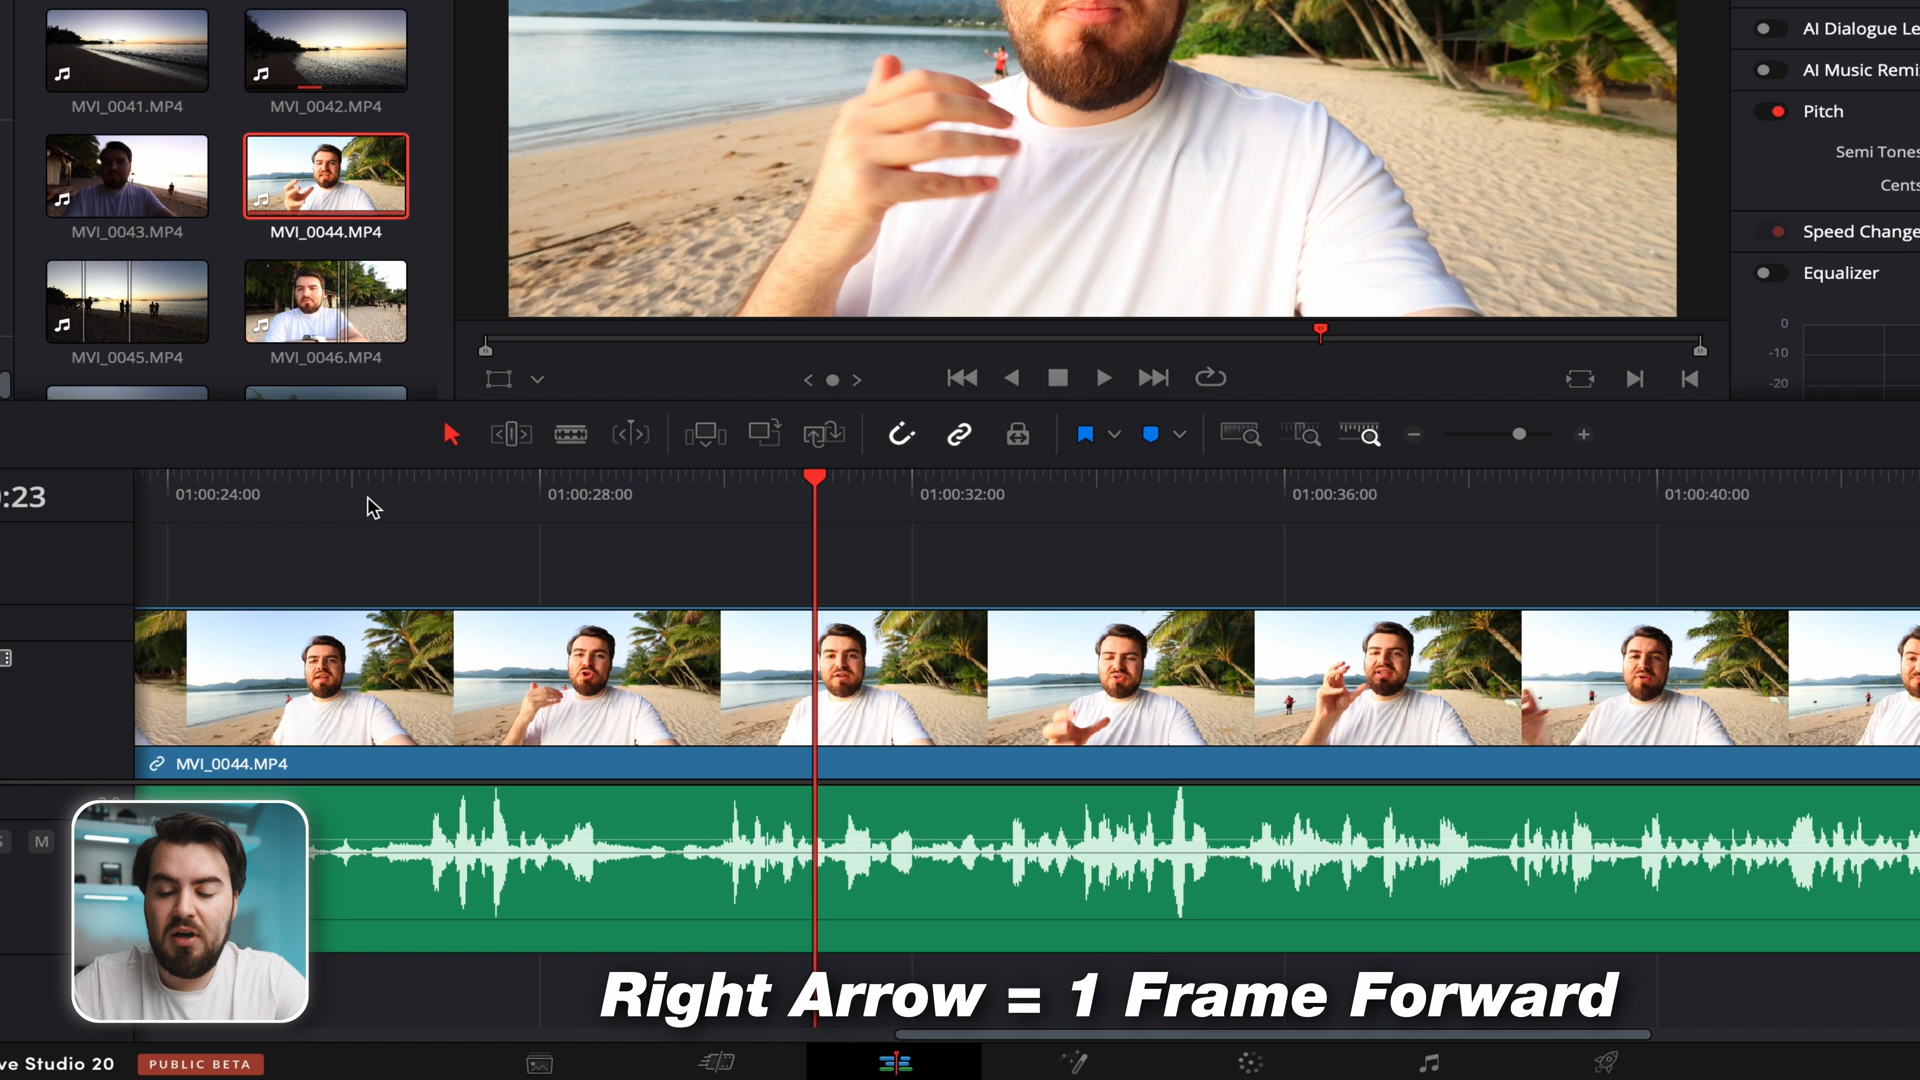 MVI_0041.MP4
MVI_0042.MP4
MVI_0043.MP4
MVI_0044.MP4
MVI_0045.MP4
MVI_0046.MP4
AI Dialogue Le
AI Music Remi
Pitch
Semi Tones
Cents
Speed Change
Equalizer
0
-10
-20
:23
01:00:24:00
01:00:28:00
01:00:32:00
01:00:36:00
01:00:40:00
MVI_0044.MP4
S
M
Right Arrow = 1 Frame Forward
ve Studio 20
PUBLIC BETA